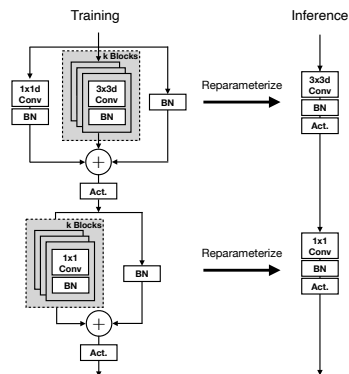 Training
Inference
k Blocks
1x1d
Conv
BN
3x3d
Conv
BN
BN
Reparameterize
3x3d
Conv
BN
Act.
+
Act.
k Blocks
1x1
Conv
BN
BN
Reparameterize
1x1
Conv
BN
Act.
+
Act.